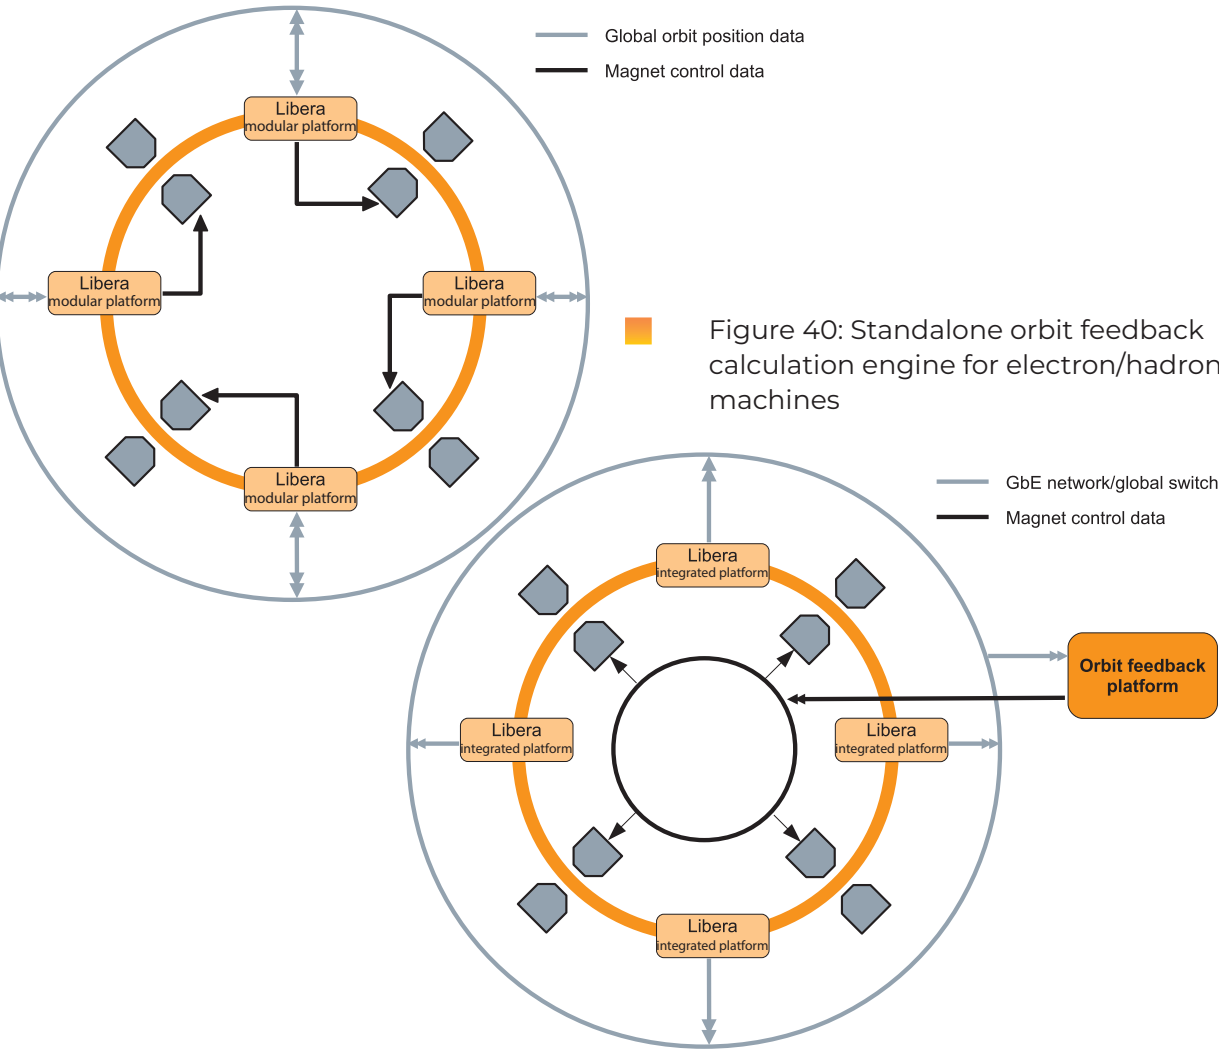 Global orbit position data
Magnet control data
Libera
modular platform
Libera
modular platform
Libera
modular platform
Libera
modular platform
Figure 40: Standalone orbit feedback
calculation engine for electron/hadron
machines
GbE network/global switch
Magnet control data
Libera
integrated platform
Orbit feedback
platform
Libera
integrated platform
Libera
integrated platform
Libera
integrated platform